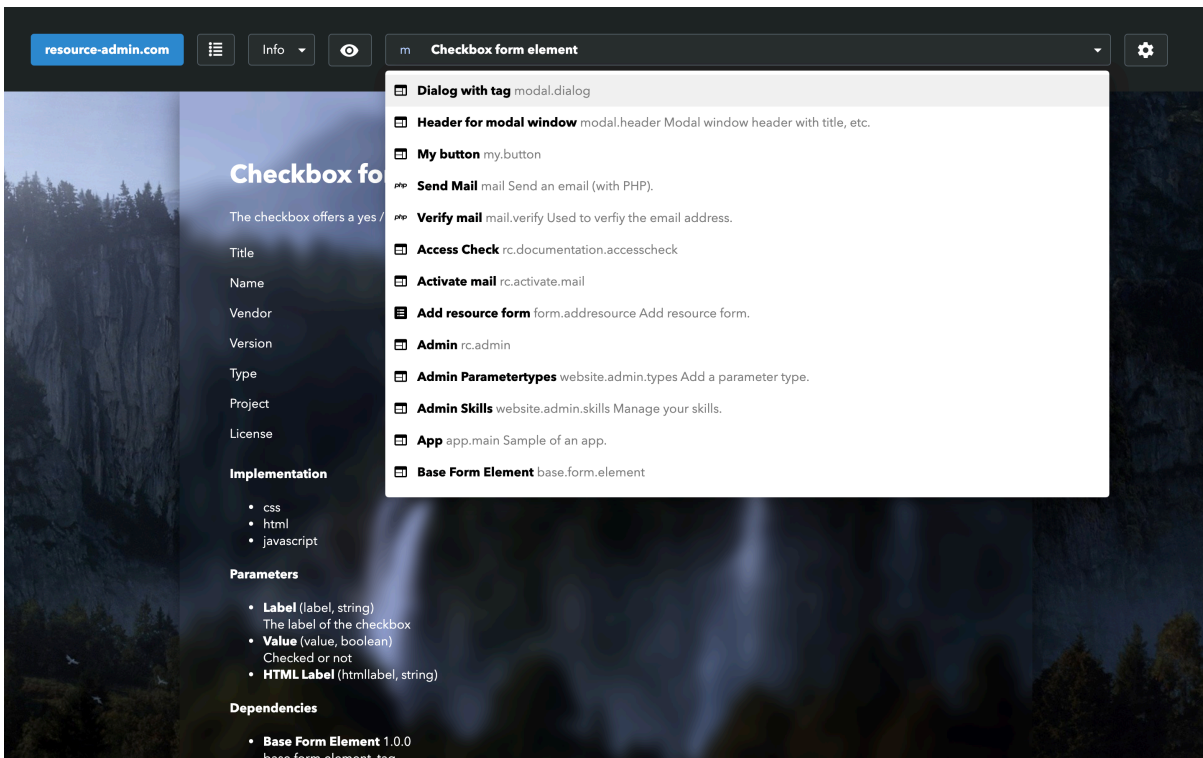 resource-admin.com Info m Checkbox form element
Dialog with tag modal.dialog
Header for modal window modal.header Modal window header with title, etc.
My button my.button
php Send Mail mail Send an email (with PHP).
php Verify mail mail.verify Used to verfiy the email address.
Access Check rc.documentation.accesscheck
Activate mail rc.activate.mail
Add resource form form.addresource Add resource form.
Admin rc.admin
Admin Parametertypes website.admin.types Add a parameter type.
Admin Skills website.admin.skills Manage your skills.
App app.main Sample of an app.
Base Form Element base.form.element
Checkbox fo
The checkbox offers a yes /
Title
Name
Vendor
Version
Type
Project
License
Implementation
• css
• html
• javascript
Parameters
• Label (label, string)
The label of the checkbox
• Value (value, boolean)
Checked or not
• HTML Label (htmllabel, string)
Dependencies
• Base Form Element 1.0.0
base.form.element, tag